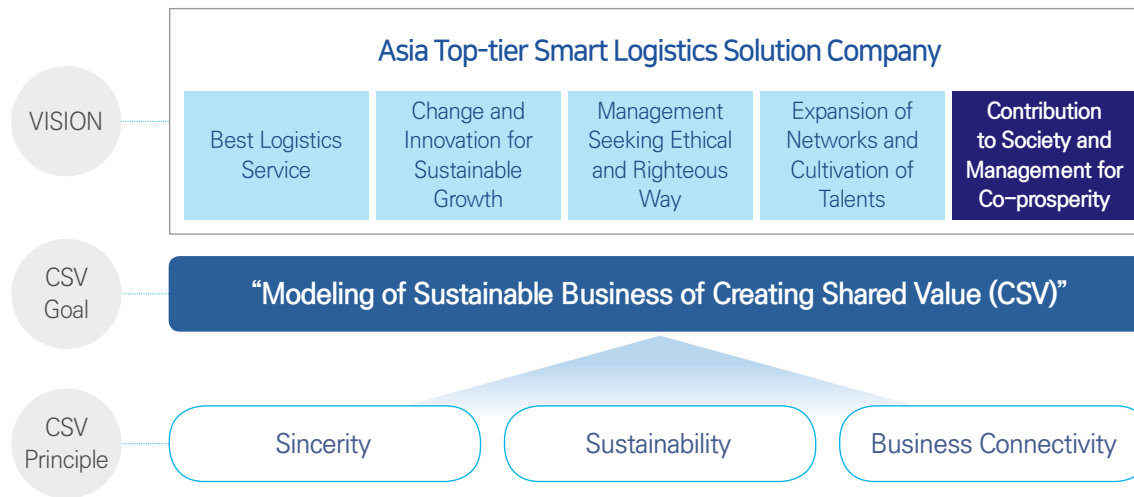 VISION
Asia Top-tier Smart Logistics Solution Company
Best Logistics
Service
Change and
Innovation for
Sustainable
Growth
Management
Seeking Ethical
and Righteous
Way
Expansion of
Networks and
Cultivation of
Talents
Contribution
to Society and
Management for
Co-prosperity
CSV
Goal
“Modeling of Sustainable Business of Creating Shared Value (CSV)”
CSV
Principle
Sincerity
Sustainability
Business Connectivity